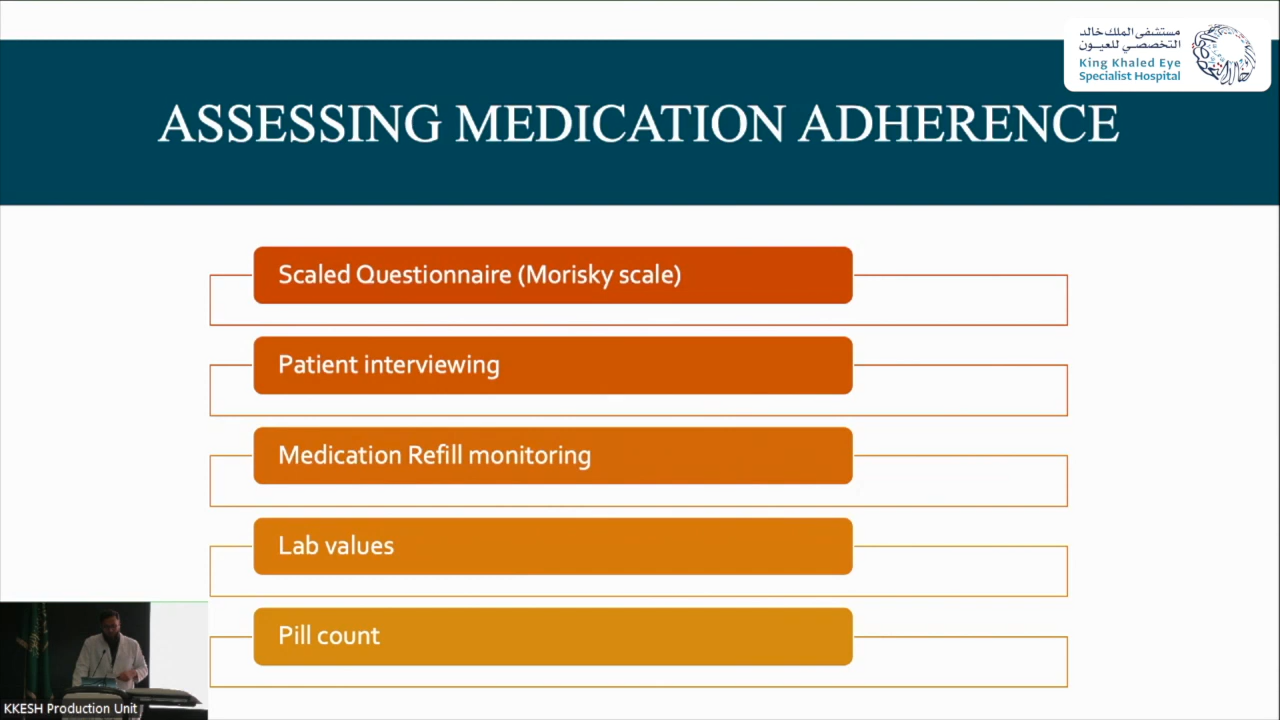 مستشفى الملك خالد
التخصصي للعيون
King Khaled Eye
Specialist Hospital
ASSESSING MEDICATION ADHERENCE
Scaled Questionnaire (Morisky scale)
Patient interviewing
Medication Refill monitoring
Lab values
Pill count
KKESH Production Unit